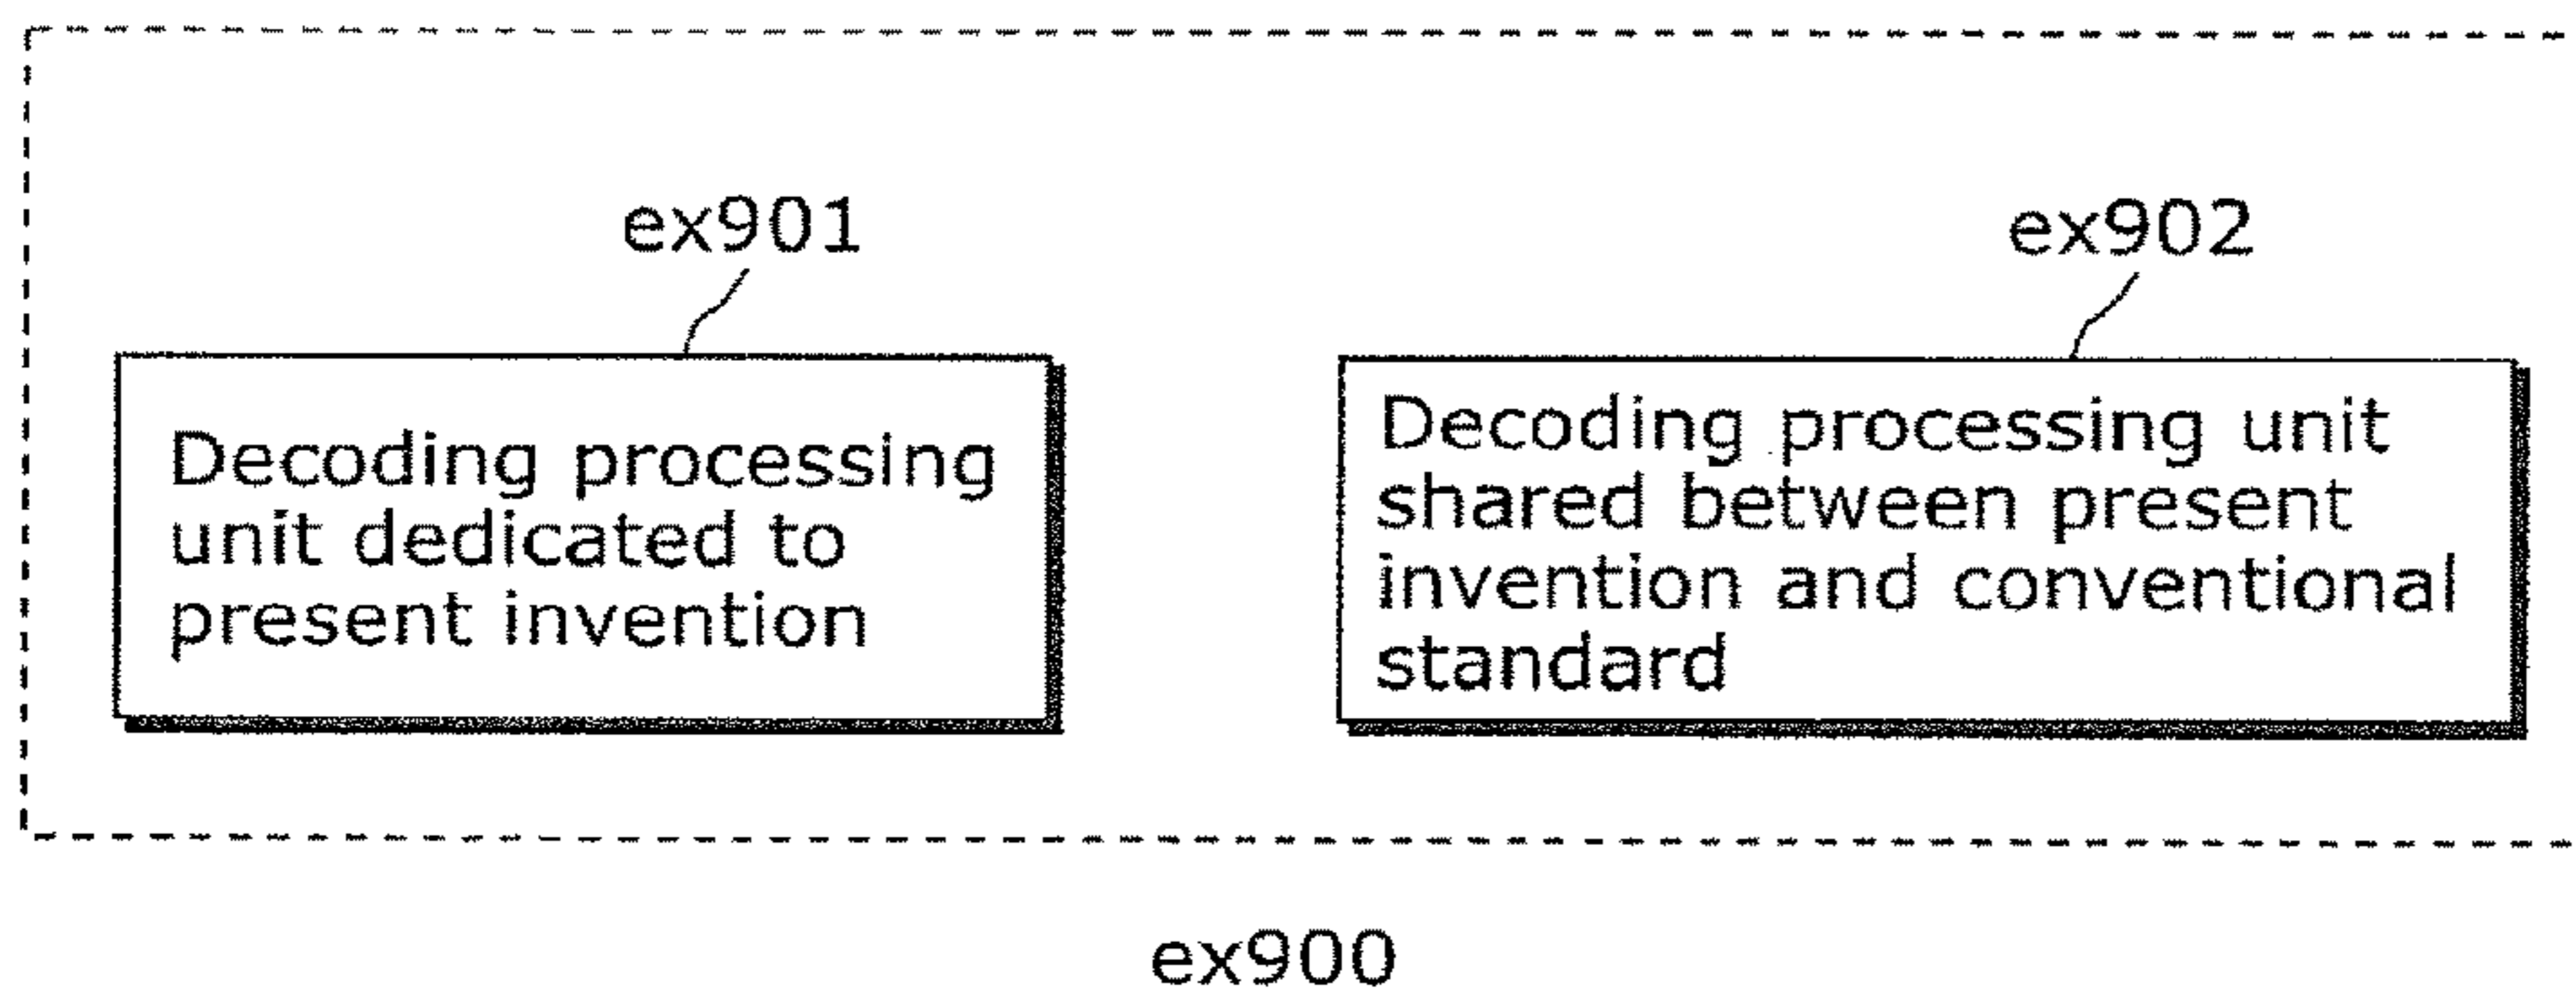 ex901
Decoding processing
unit dedicated to
present invention
ex902
Decoding processing unit
shared between present
invention and conventional
standard
ex900